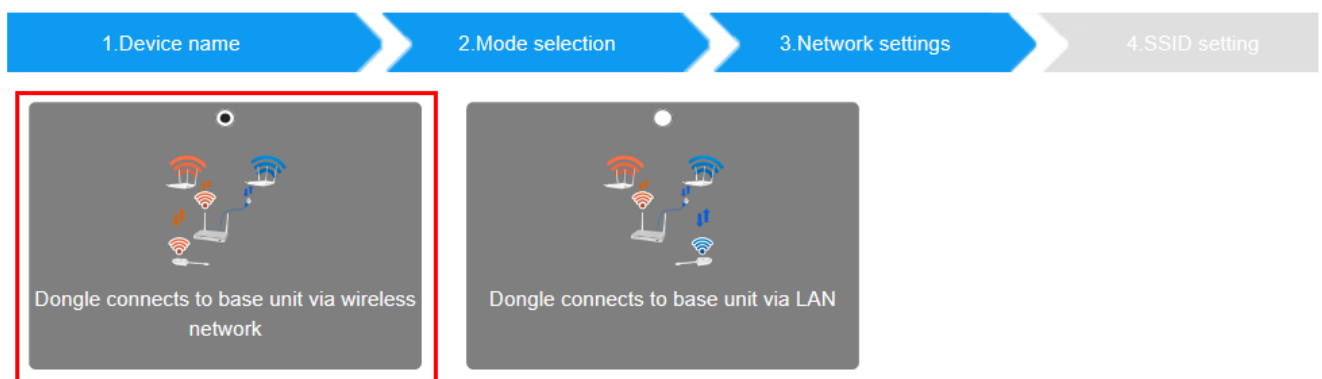 1.Device name
2.Mode selection
3.Network settings
4.SSID setting
Dongle connects to base unit via wireless
network
Dongle connects to base unit via LAN